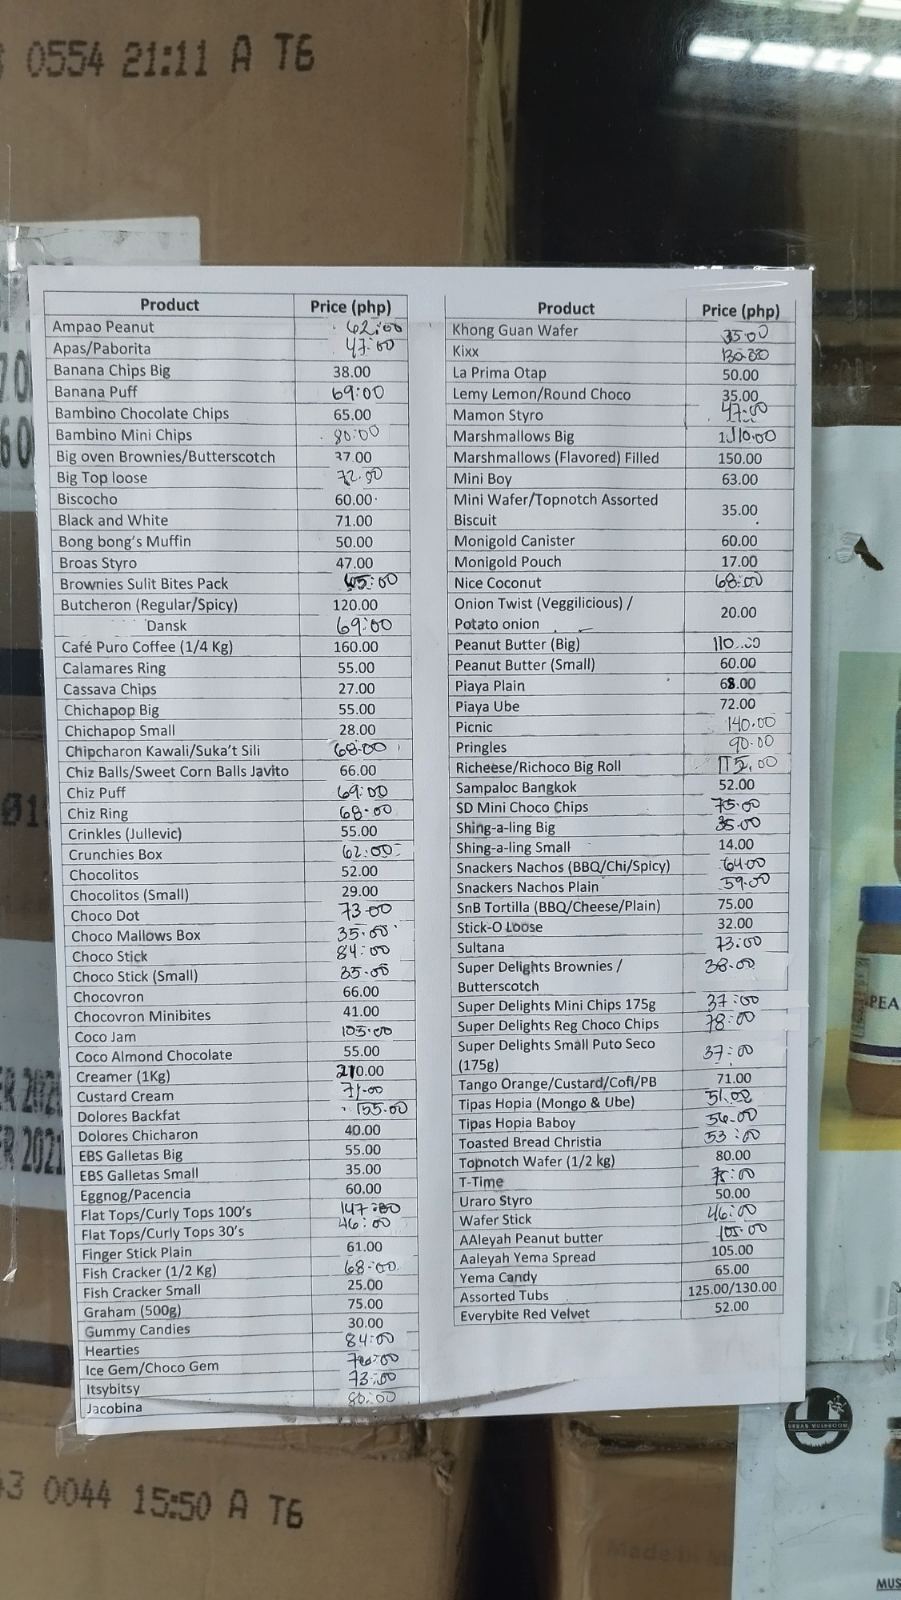 0554 21:11 A T6
Product Price (php)
Ampao Peanut 62:00
Apas/Paborita 47:00
Banana Chips Big 38.00
Banana Puff 69:00
Bambino Chocolate Chips 65.00
Bambino Mini Chips 80:00
Big oven Brownies/Butterscotch 37.00
Big Top loose 72.00
Biscocho 60.00
Black and White 71.00
Bong bong's Muffin 50.00
Broas Styro 47.00
Brownies Sulit Bites Pack 45:00
Butcheron (Regular/Spicy) 120.00
Dansk 69:00
Café Puro Coffee (1/4 Kg) 160.00
Calamares Ring 55.00
Cassava Chips 27.00
Chichapop Big 55.00
Chichapop Small 28.00
Chipcharon Kawali/Suka't Sili 68.00
Chiz Balls/Sweet Corn Balls Javito 66.00
Chiz Puff 69:00
Chiz Ring 68.00
Crinkles (Jullevic) 55.00
Crunchies Box 62:00
Chocolitos 52.00
Chocolitos (Small) 29.00
Choco Dot 73-00
Choco Mallows Box 35.00
Choco Stick 84:00
Choco Stick (Small) 35.00
Chocovron 66.00
Chocovron Minibites 41.00
Coco Jam 105.00
Coco Almond Chocolate 55.00
Creamer (1Kg) 210.00
Custard Cream 71.00
Dolores Backfat 155.00
Dolores Chicharon 40.00
EBS Galletas Big 55.00
EBS Galletas Small 35.00
Eggnog/Pacencia 60.00
Flat Tops/Curly Tops 100's 147:00
Flat Tops/Curly Tops 30's 46:00
Finger Stick Plain 61.00
Fish Cracker (1/2 Kg) 68.00
Fish Cracker Small 25.00
Graham (500g) 75.00
Gummy Candies 30.00
Hearties 84:00
Ice Gem/Choco Gem
Itsybitsy 73:00
Jacobina 80:00
Product Price (php)
Khong Guan Wafer 35.00
Kixx
La Prima Otap 50.00
Lemy Lemon/Round Choco 35.00
Mamon Styro 47.00
Marshmallows Big 110.00
Marshmallows (Flavored) Filled 150.00
Mini Boy 63.00
Mini Wafer/Topnotch Assorted
Biscuit 35.00
Monigold Canister 60.00
Monigold Pouch 17.00
Nice Coconut 68:00
Onion Twist (Veggilicious) /
Potato onion 20.00
Peanut Butter (Big) 110.00
Peanut Butter (Small) 60.00
Piaya Plain 68.00
Piaya Ube 72.00
Picnic 140.00
Pringles 90.00
Richeese/Richoco Big Roll 112.00
Sampaloc Bangkok 52.00
SD Mini Choco Chips 75.00
Shing-a-ling Big 35.00
Shing-a-ling Small 14.00
Snackers Nachos (BBQ/Chi/Spicy) 64.00
Snackers Nachos Plain 59.00
SnB Tortilla (BBQ/Cheese/Plain) 75.00
Stick-O Loose 32.00
Sultana 73:00
Super Delights Brownies / 38.00
Butterscotch
Super Delights Mini Chips 175g 37:00
Super Delights Reg Choco Chips 78:00
Super Delights Small Puto Seco
(175g) 37:00
Tango Orange/Custard/Cofi/PB 71.00
Tipas Hopia (Mongo & Ube)
Tipas Hopia Baboy 56.00
Toasted Bread Christia 53:00
Topnotch Wafer (1/2 kg) 80.00
T-Time 75:00
Uraro Styro 50.00
Wafer Stick 46:00
AAleyah Peanut butter 105.00
Aaleyah Yema Spread 105.00
Yema Candy 65.00
Assorted Tubs 125.00/130.00
Everybite Red Velvet 52.00
PEA
URBAN MUSHROOM
0044 15:50 A T6
MUS